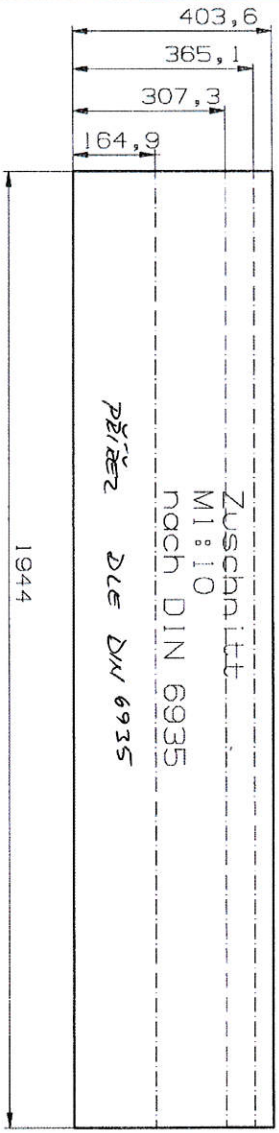 403,6
365,1
307,3
164,9
Zuschnitt
M1:10
nach DIN 6935
PŘÍŘEZ DLE DIN 6935
1944